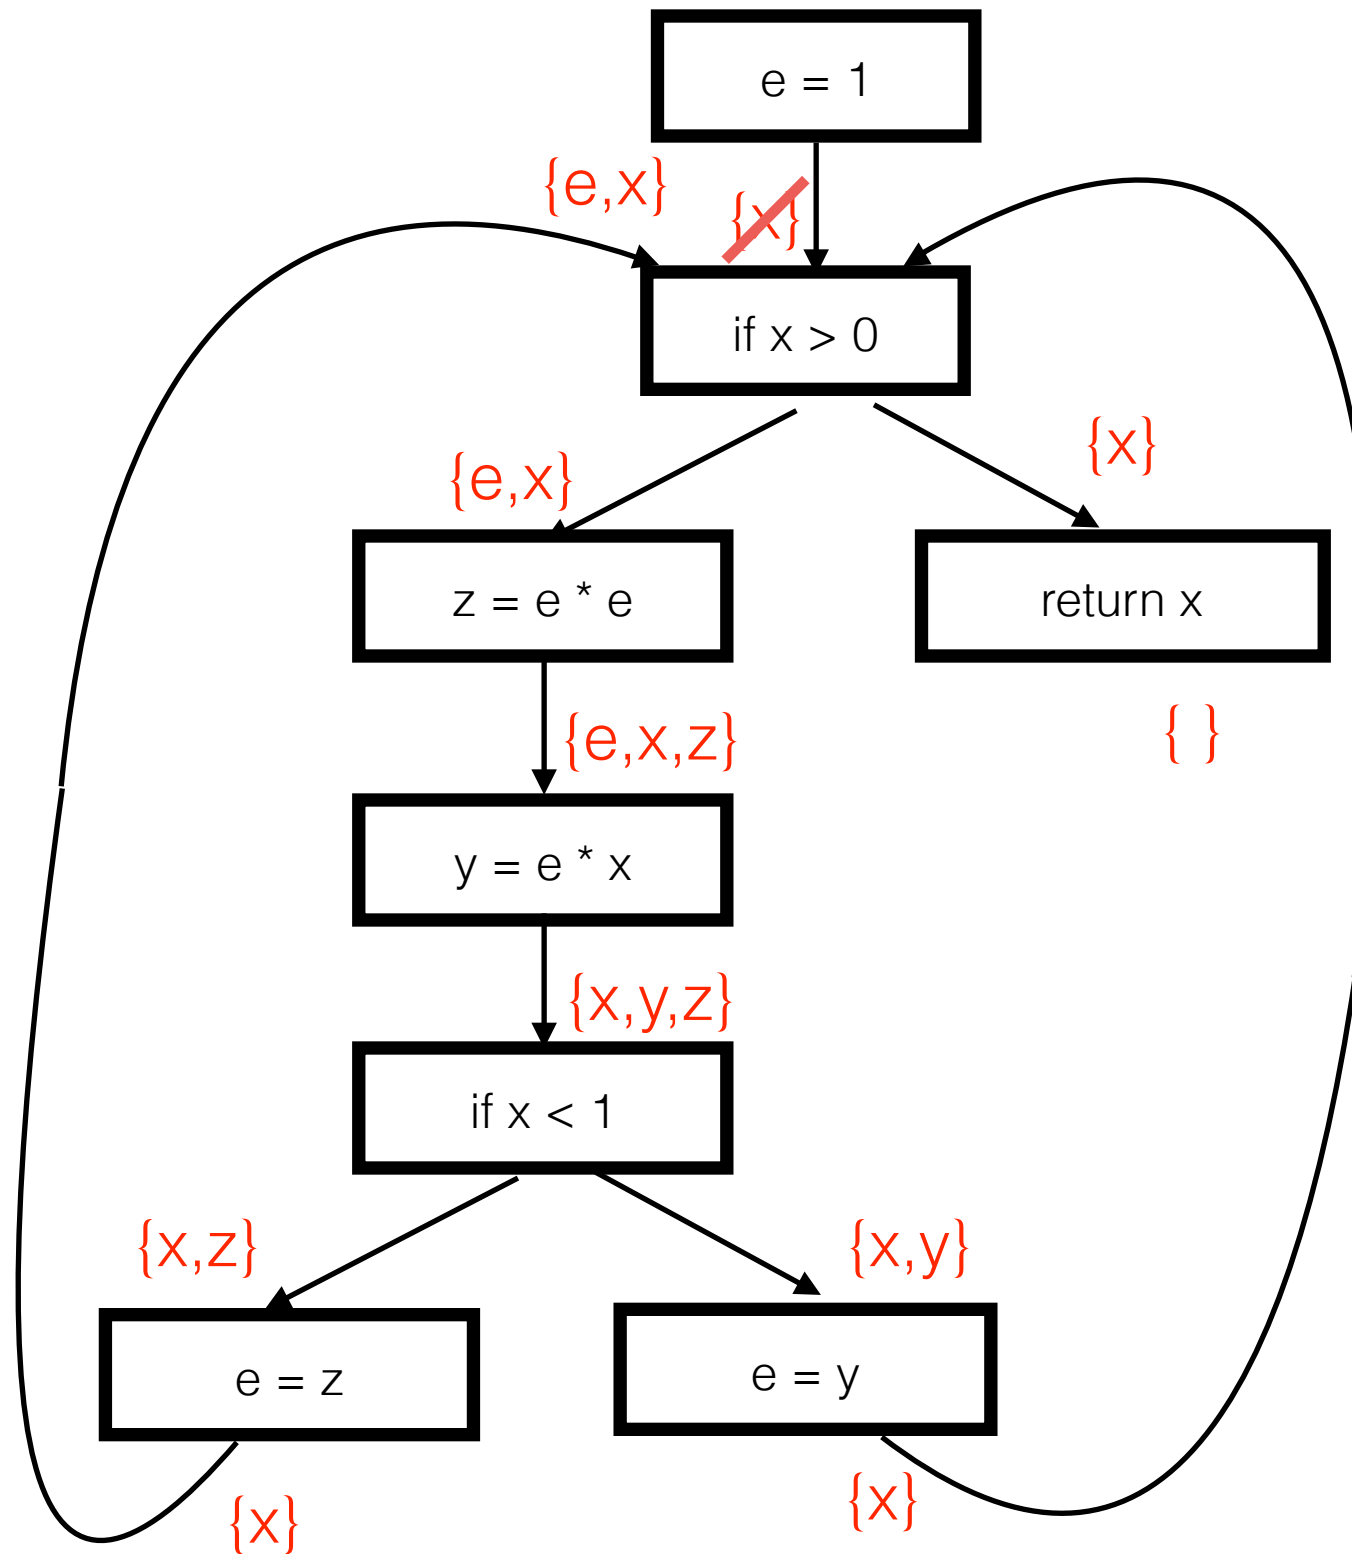 e = 1
{e,x}
{x}
if x > 0
{x}
{e,x}
z = e * e
return x
{e,x,z}
{ }
y = e * x
{x,y,z}
if x < 1
{x,z}
{x,y}
e = z
e = y
{x}
{x}